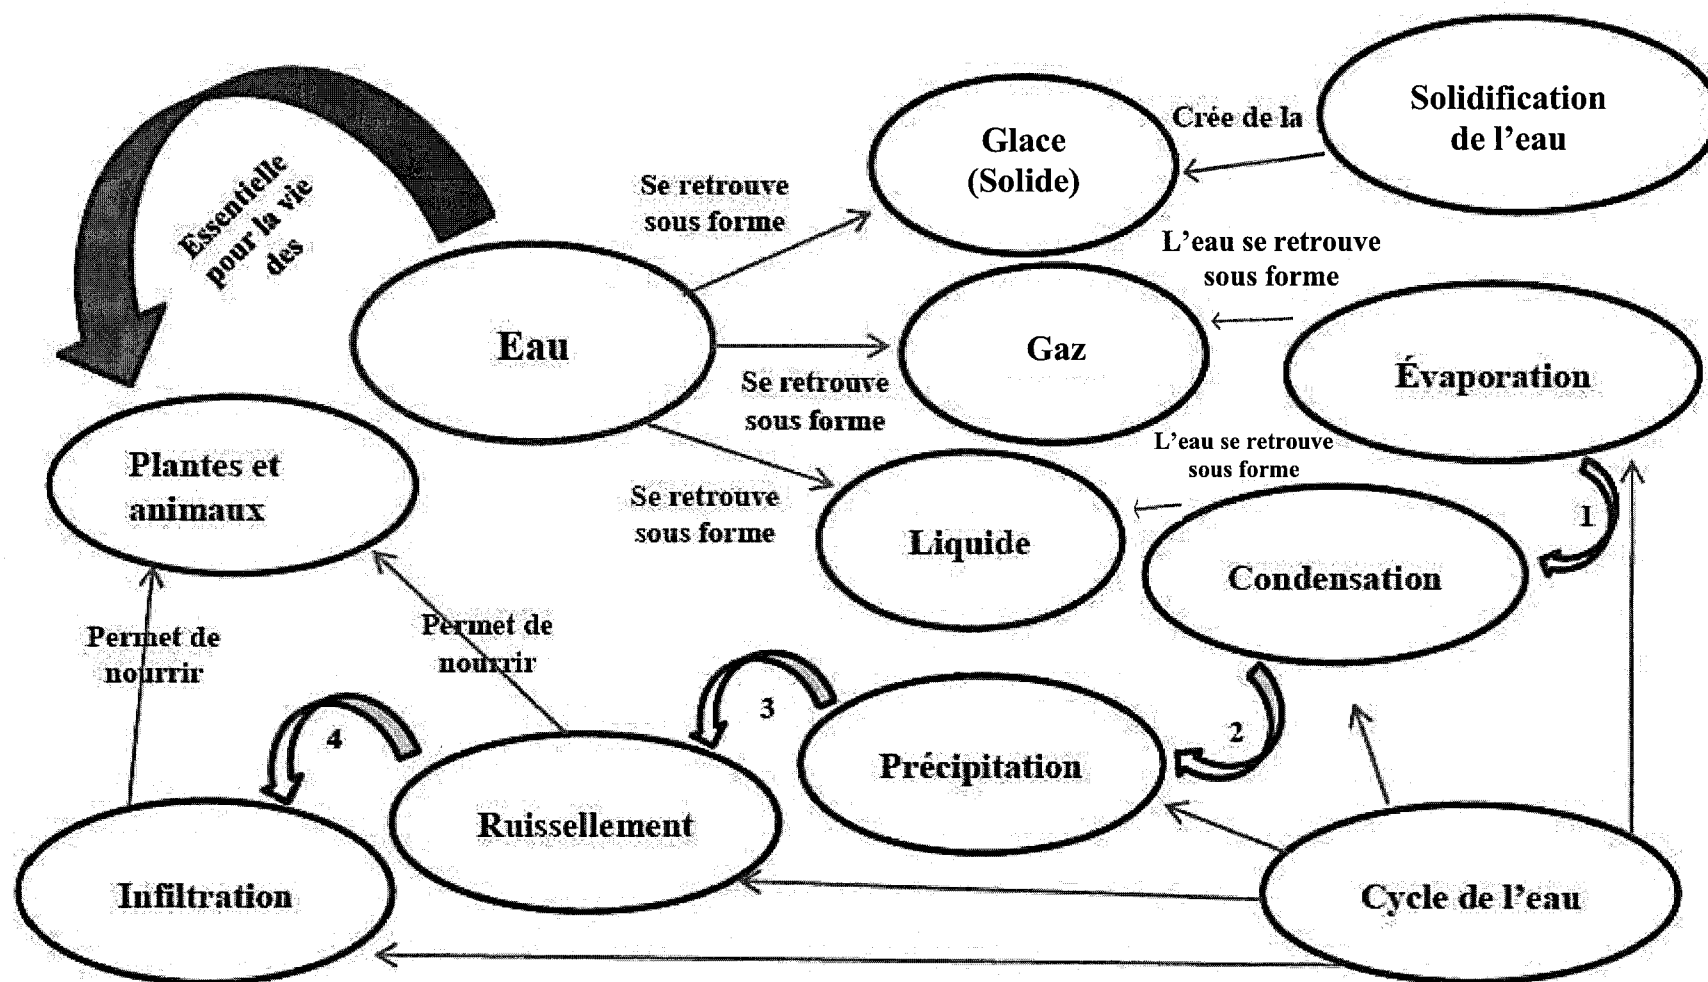 Solidification
de l'eau
Crée de la
Glace
(Solide)
Essentielle
pour la vie
des
Se retrouve
sous forme
L'eau se retrouve
sous forme
Eau
Gaz
Évaporation
Se retrouve
sous forme
L'eau se retrouve
sous forme
Plantes et
animaux
Se retrouve
sous forme
Liquide
1
Condensation
Permet de
nourrir
Permet de
nourrir
4
3
2
Précipitation
Ruissellement
Infiltration
Cycle de l'eau